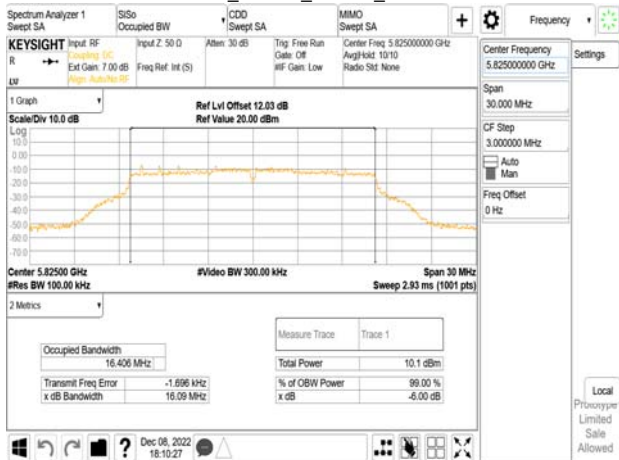 Spectrum Analyzer 1
Swept SA
SiSo
Occupied BW
CDD
Swept SA
MIMO
Swept SA
+
Frequency
KEYSIGHT
R
Input: RF
Coupling: DC
Ext Gain: 7.00 dB
Align: Auto/No RF
Input Z: 50 Ω
Freq Ref: Int (S)
Atten: 30 dB
Trig: Free Run
Gate: Off
#IF Gain: Low
Center Freq: 5.825000000 GHz
Avg|Hold: 10/10
Radio Std: None
Center Frequency
5.825000000 GHz
Settings
Span
30.000 MHz
CF Step
3.000000 MHz
Auto
Man
Freq Offset
0 Hz
1 Graph
Scale/Div 10.0 dB
Ref Lvl Offset 12.03 dB
Ref Value 20.00 dBm
Log
10.0
0.00
-10.0
-20.0
-30.0
-40.0
-50.0
-60.0
-70.0
Center 5.82500 GHz
#Video BW 300.00 kHz
Span 30 MHz
#Res BW 100.00 kHz
Sweep 2.93 ms (1001 pts)
2 Metrics
Measure Trace Trace 1
Occupied Bandwidth
16.406 MHz
Total Power 10.1 dBm
Transmit Freq Error -1.696 kHz
% of OBW Power 99.00 %
x dB Bandwidth 16.09 MHz
x dB -6.00 dB
Local
Prototype
Limited
Sale
Allowed
?
Dec 08, 2022
18:10:27